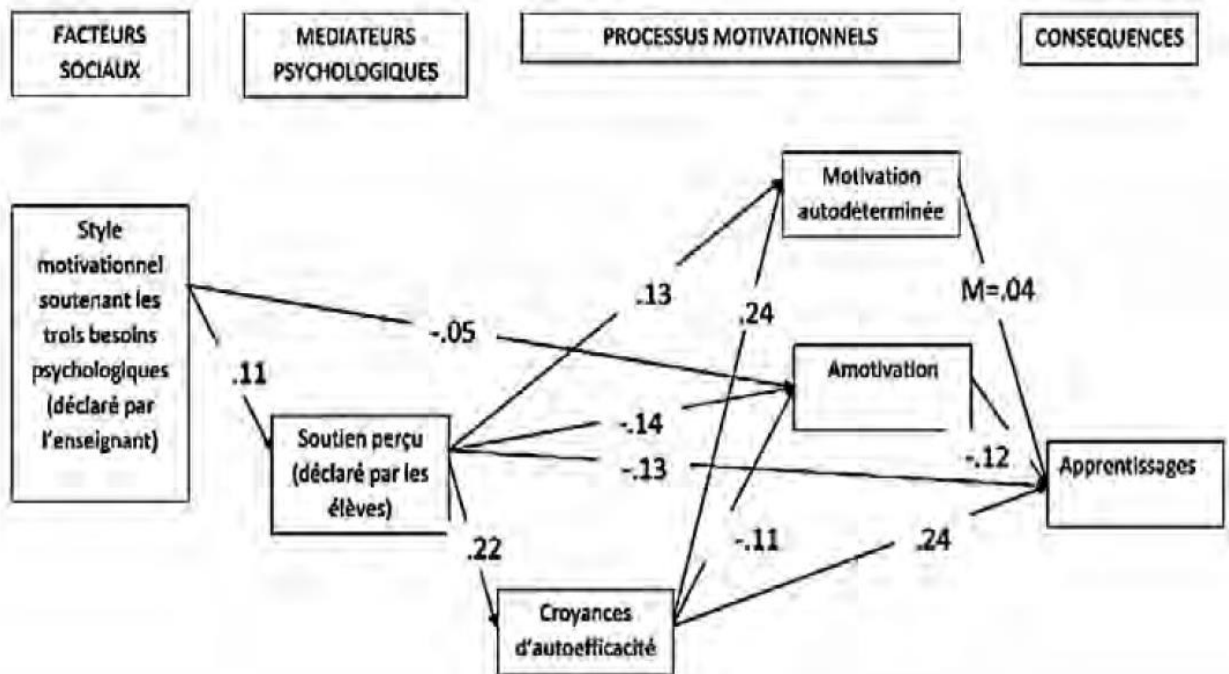 FACTEURS
SOCIAUX
MEDIATEURS
PSYCHOLOGIQUES
PROCESSUS MOTIVATIONNELS
CONSEQUENCES
Style
motivationnel
soutenant les
trois besoins
psychologiques
(déclaré par
l'enseignant)
.11
-.05
Soutien perçu
(déclaré par les
élèves)
.22
Croyances
d'autoefficacité
.13
.24
-.14
-.13
-.11
.24
Motivation
autodéterminée
M=.04
Amotivation
-.12
Apprentissages